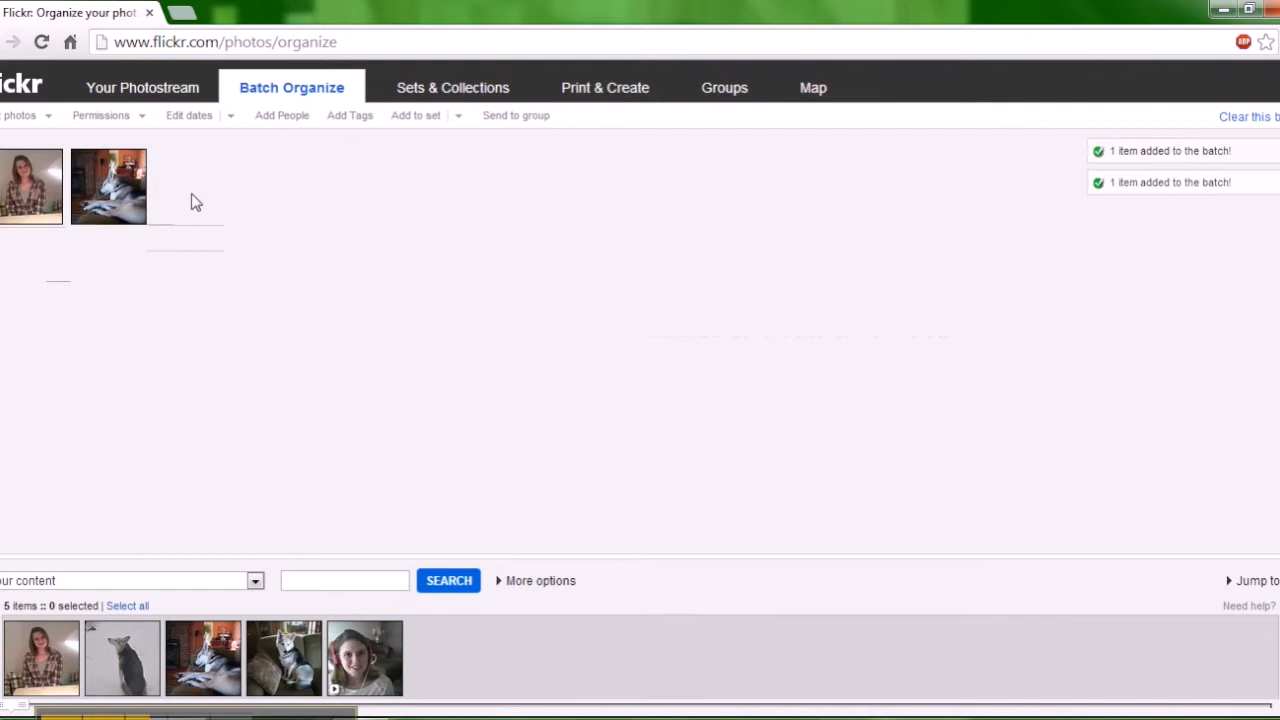 Flickr: Organize your phot
www.flickr.com/photos/organize
ABP
ickr Your Photostream Batch Organize Sets & Collections Print & Create Groups Map
photos Permissions Edit dates Add People Add Tags Add to set Send to group Clear this b
1 item added to the batch!
1 item added to the batch!
ur content SEARCH More options Jump to
5 items :: 0 selected | Select all Need help?